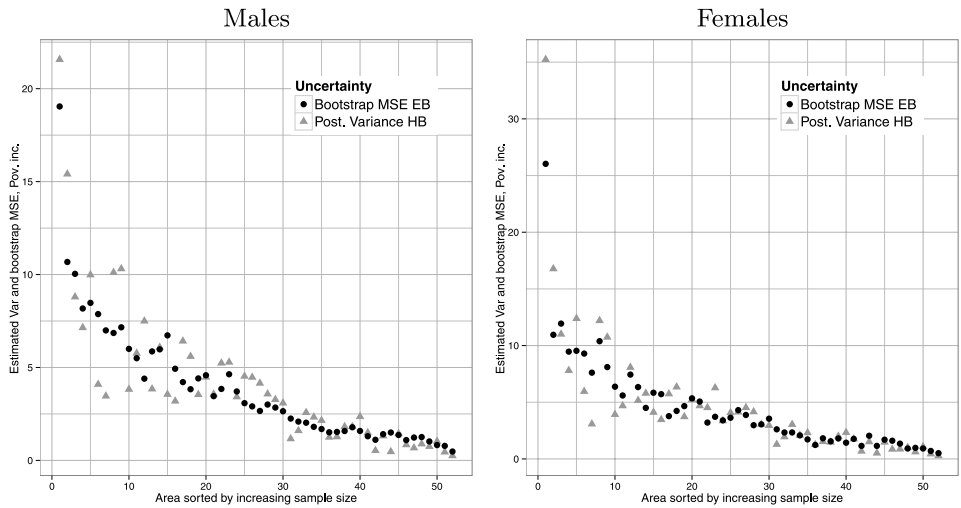 Males
Estimated Var and bootstrap MSE, Pov. inc.
20
15
10
5
0
Uncertainty
Bootstrap MSE EB
Post. Variance HB
0 10 20 30 40 50
Area sorted by increasing sample size
Females
Estimated Var and bootstrap MSE, Pov. inc.
30
20
10
0
Uncertainty
Bootstrap MSE EB
Post. Variance HB
0 10 20 30 40 50
Area sorted by increasing sample size